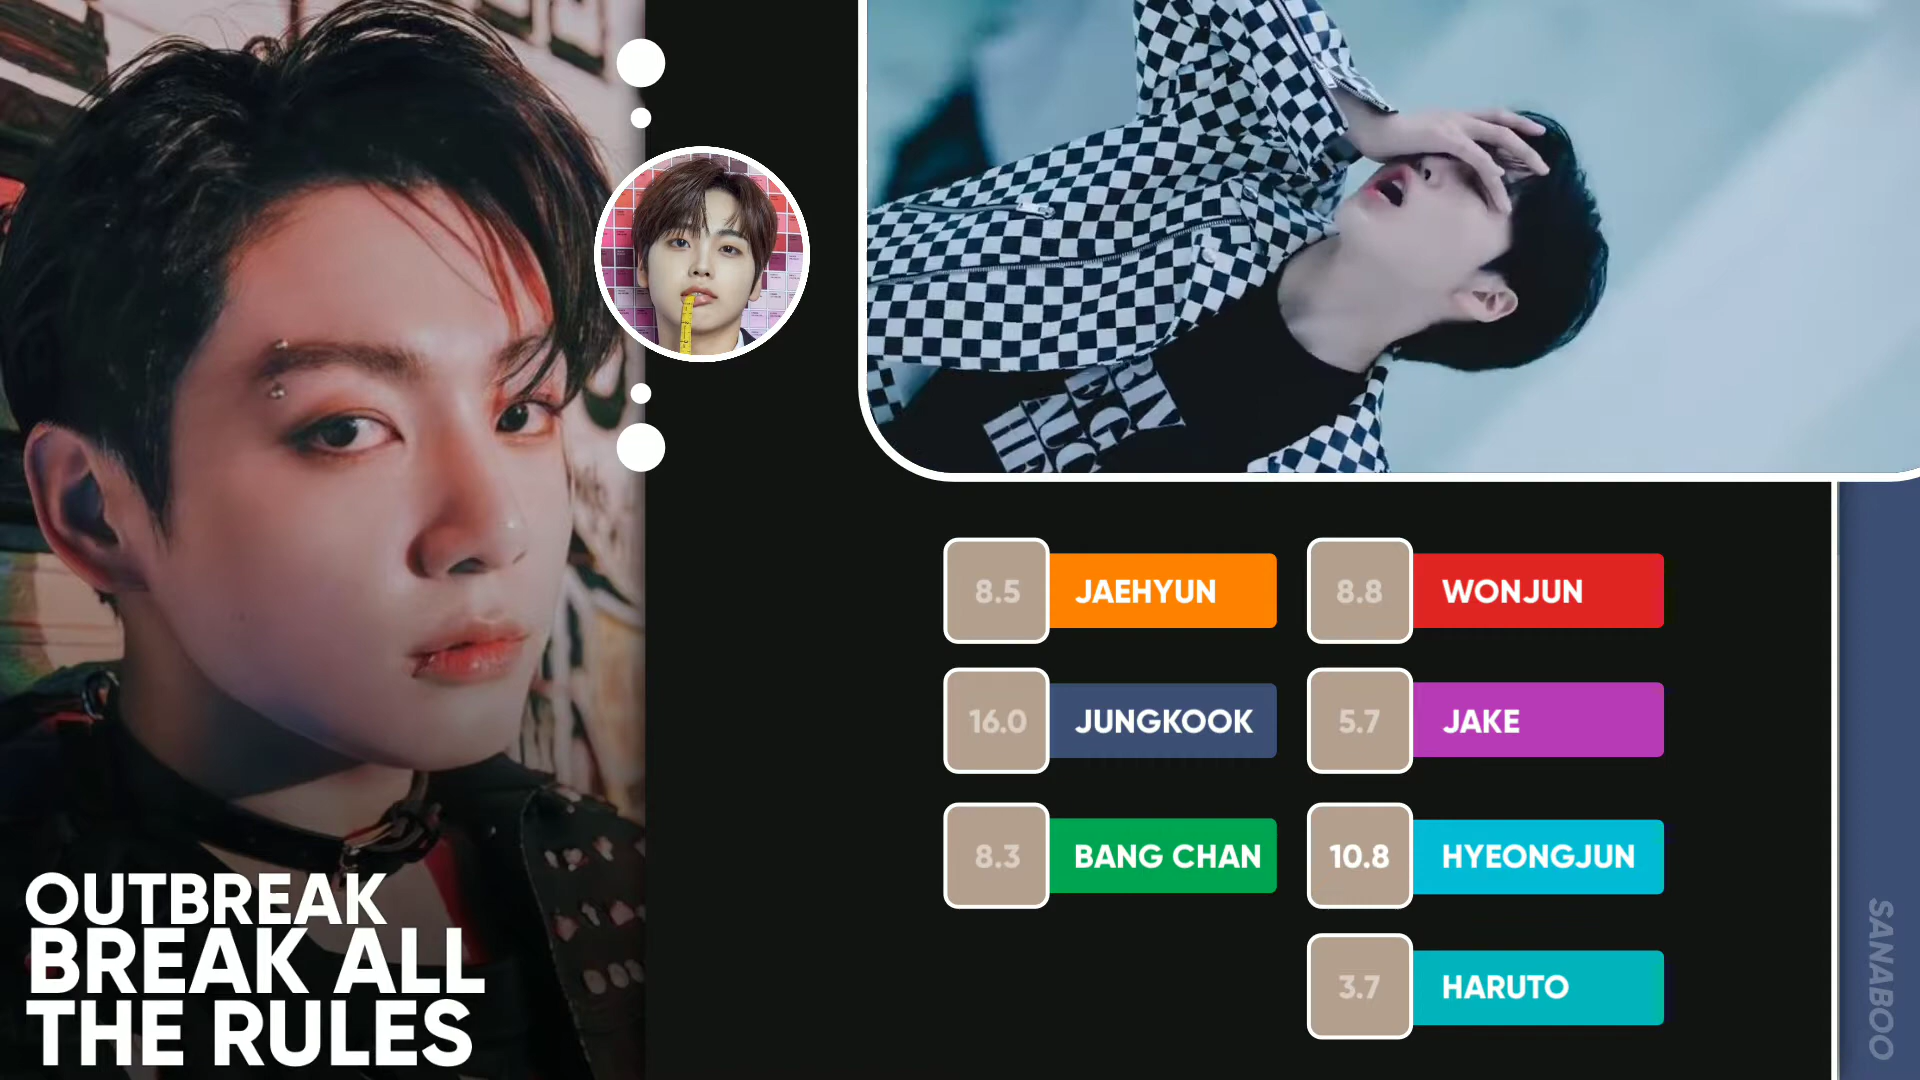 OUTBREAK
BREAK ALL
THE RULES
8.5 JAEHYUN
16.0 JUNGKOOK
8.3 BANG CHAN
8.8 WONJUN
5.7 JAKE
10.8 HYEONGJUN
3.7 HARUTO
SANABOO